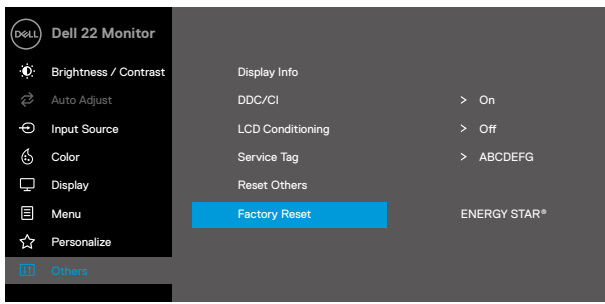 DELL Dell 22 Monitor
Brightness / Contrast
Display Info
Auto Adjust
DDC/CI > On
Input Source
LCD Conditioning > Off
Color
Service Tag > ABCDEFG
Display
Reset Others
Menu
Factory Reset ENERGY STAR®
Personalize
Others